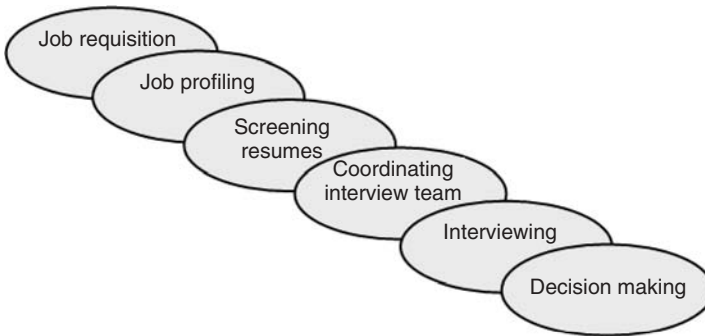 Job requisition
Job profiling
Screening
resumes
Coordinating
interview team
Interviewing
Decision making